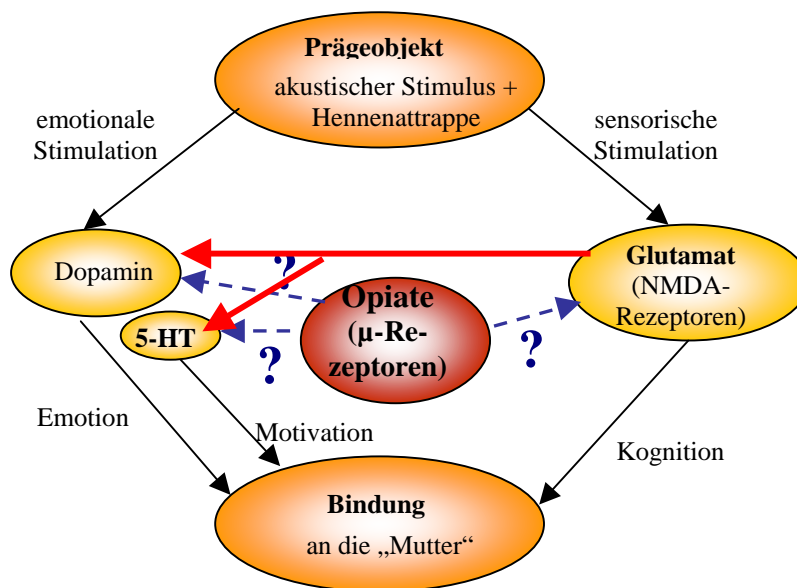 Prägeobjekt
akustischer Stimulus +
Hennenattrappe
emotionale
Stimulation
sensorische
Stimulation
Dopamin
?
Glutamat
(NMDA-
Rezeptoren)
Opiate
(µ-Re-
zeptoren)
5-HT
?
?
Emotion
Motivation
Kognition
Bindung
an die „Mutter“